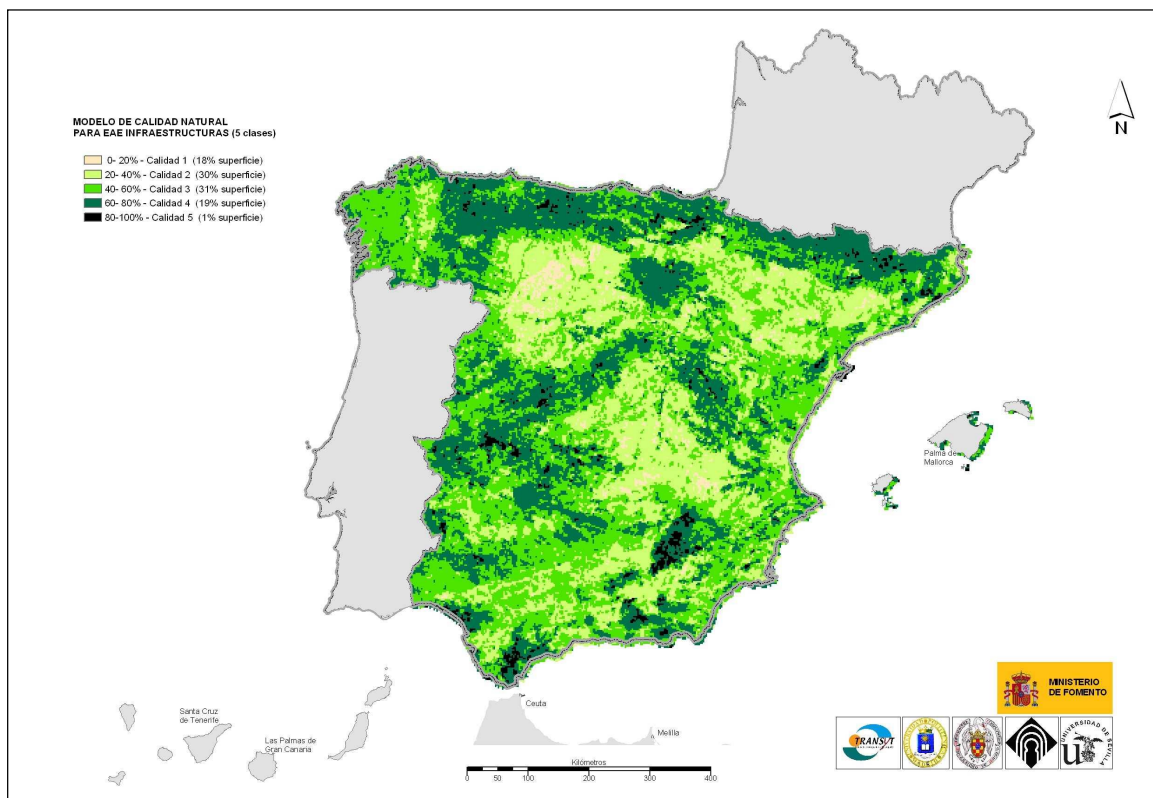 MODELO DE CALIDAD NATURAL
PARA EAE INFRAESTRUCTURAS (5 clases)
0- 20% - Calidad 1 (18% superficie)
20- 40% - Calidad 2 (30% superficie)
40- 60% - Calidad 3 (31% superficie)
60- 80% - Calidad 4 (19% superficie)
80-100% - Calidad 5 (1% superficie)
N
Palma de
Mallorca
Santa Cruz
de Tenerife
Las Palmas de
Gran Canaria
Ceuta
Melilla
Kilómetros
0 50 100 200 300 400
MINISTERIO
DE FOMENTO
TRANSyT
UNIVERSIDAD DE SEVILLA